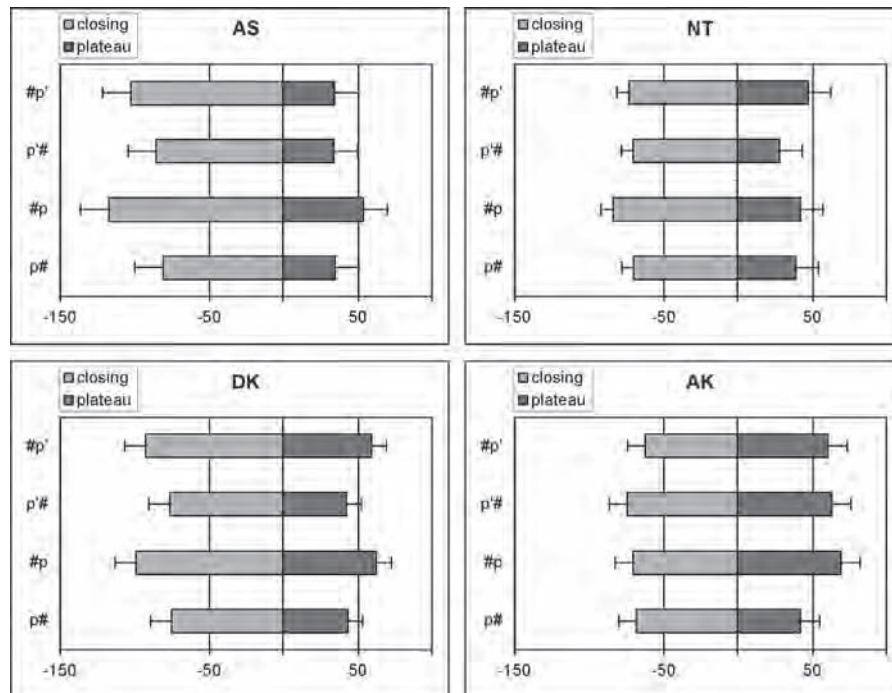 closing
plateau
AS
#p'
p'#
#p
p#
-150 -50 50
closing
plateau
NT
#p'
p'#
#p
p#
-150 -50 50
closing
plateau
DK
#p'
p'#
#p
p#
-150 -50 50
closing
plateau
AK
#p'
p'#
#p
p#
-150 -50 50